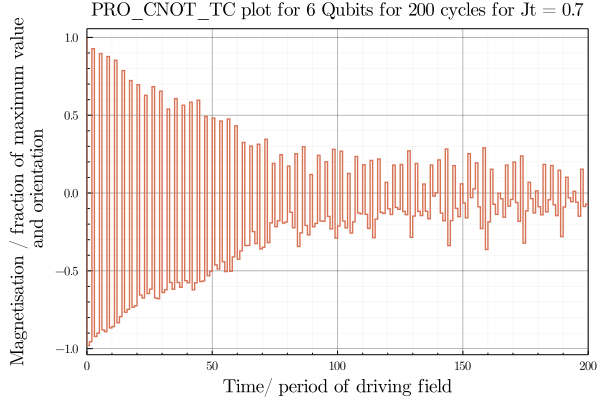 PRO_CNOT_TC plot for 6 Qubits for 200 cycles for Jt = 0.7
Magnetisation / fraction of maximum value
and orientation
1.0
0.5
0.0
−0.5
−1.0
0
50
100
150
200
Time/ period of driving field